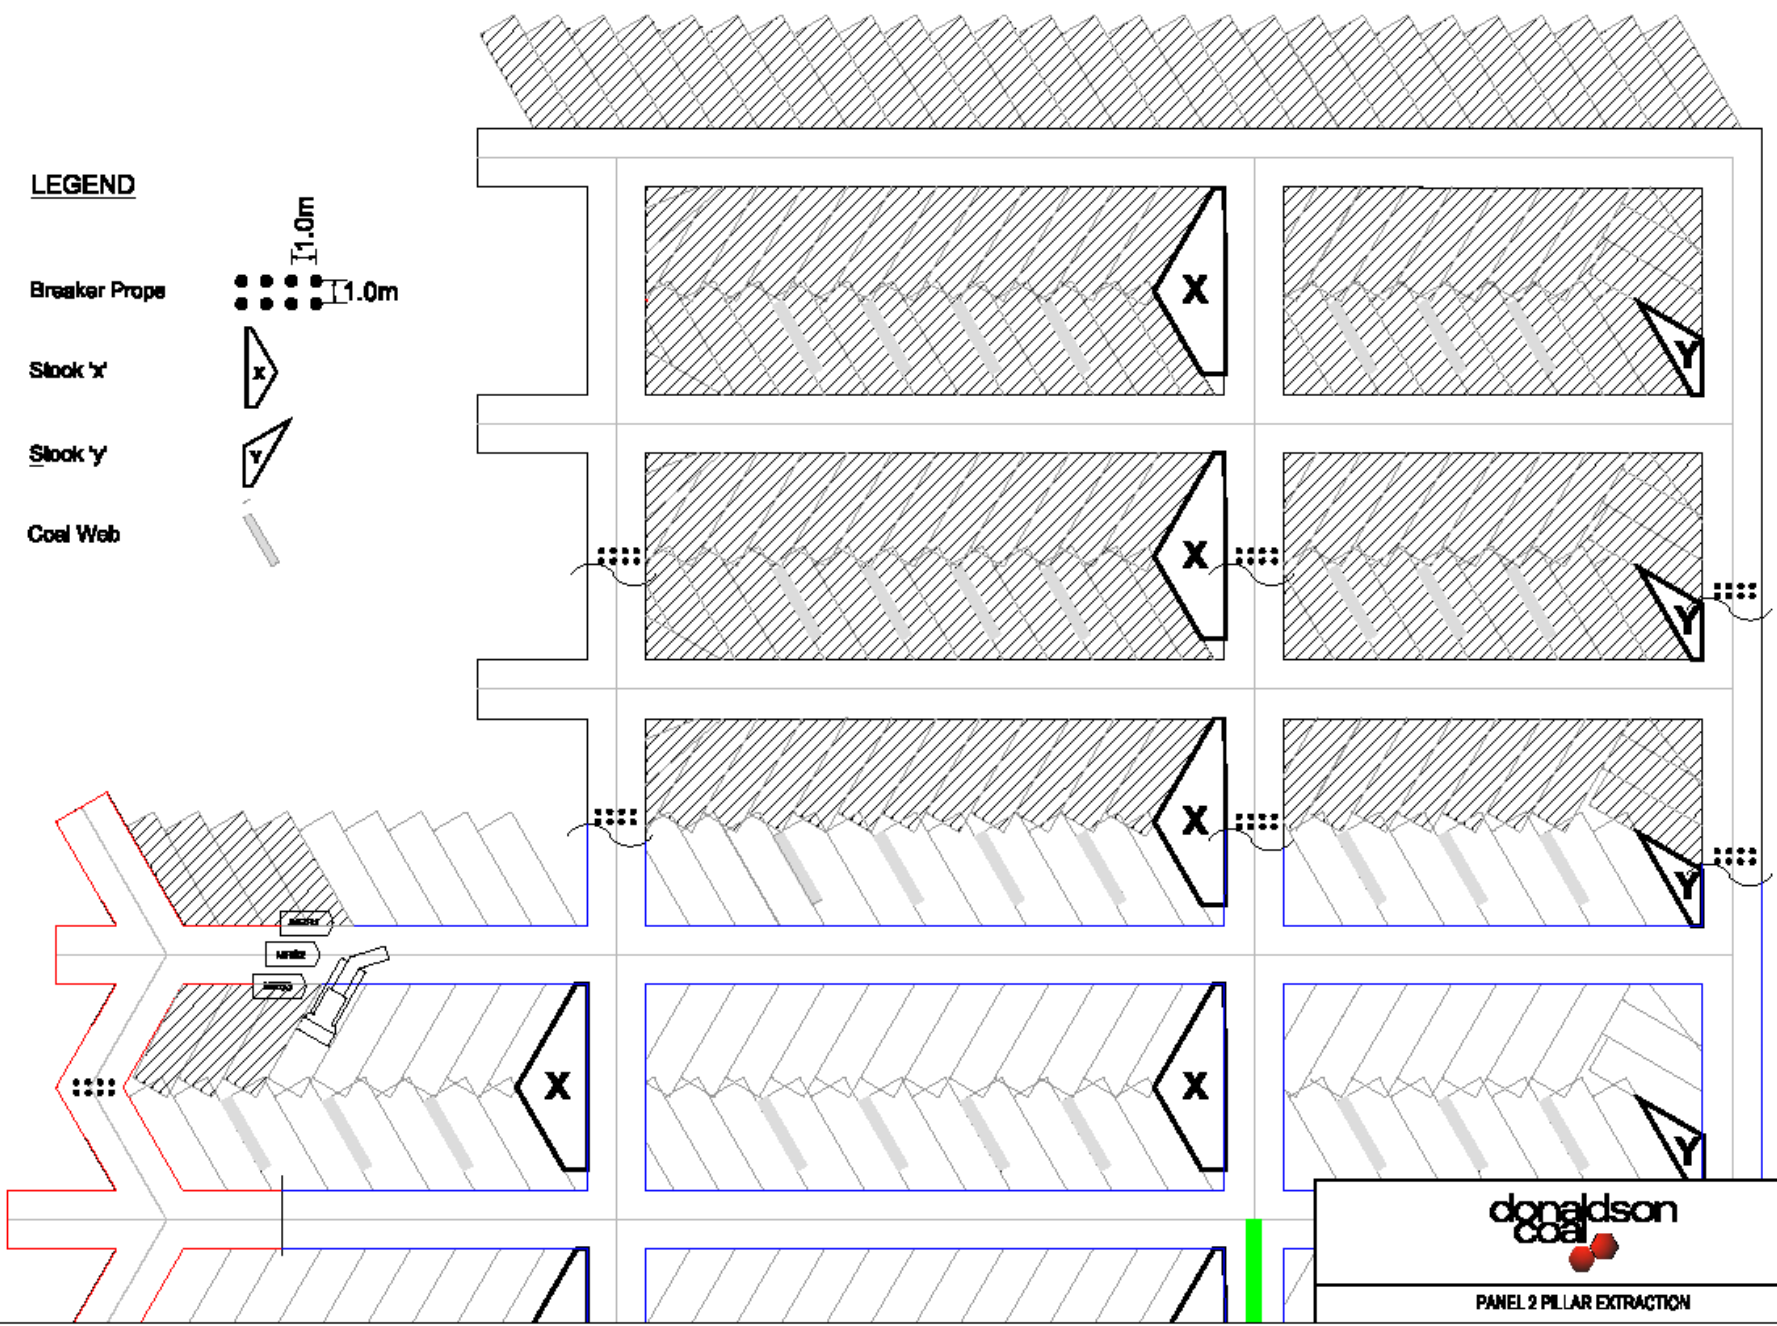 LEGEND
1.0m
Breaker Props
1.0m
Stook 'x'
X
Stook 'y'
Y
Coal Web
X
Y
X
Y
X
Y
X
X
Y
donaldson
coal
PANEL 2 PILLAR EXTRACTION